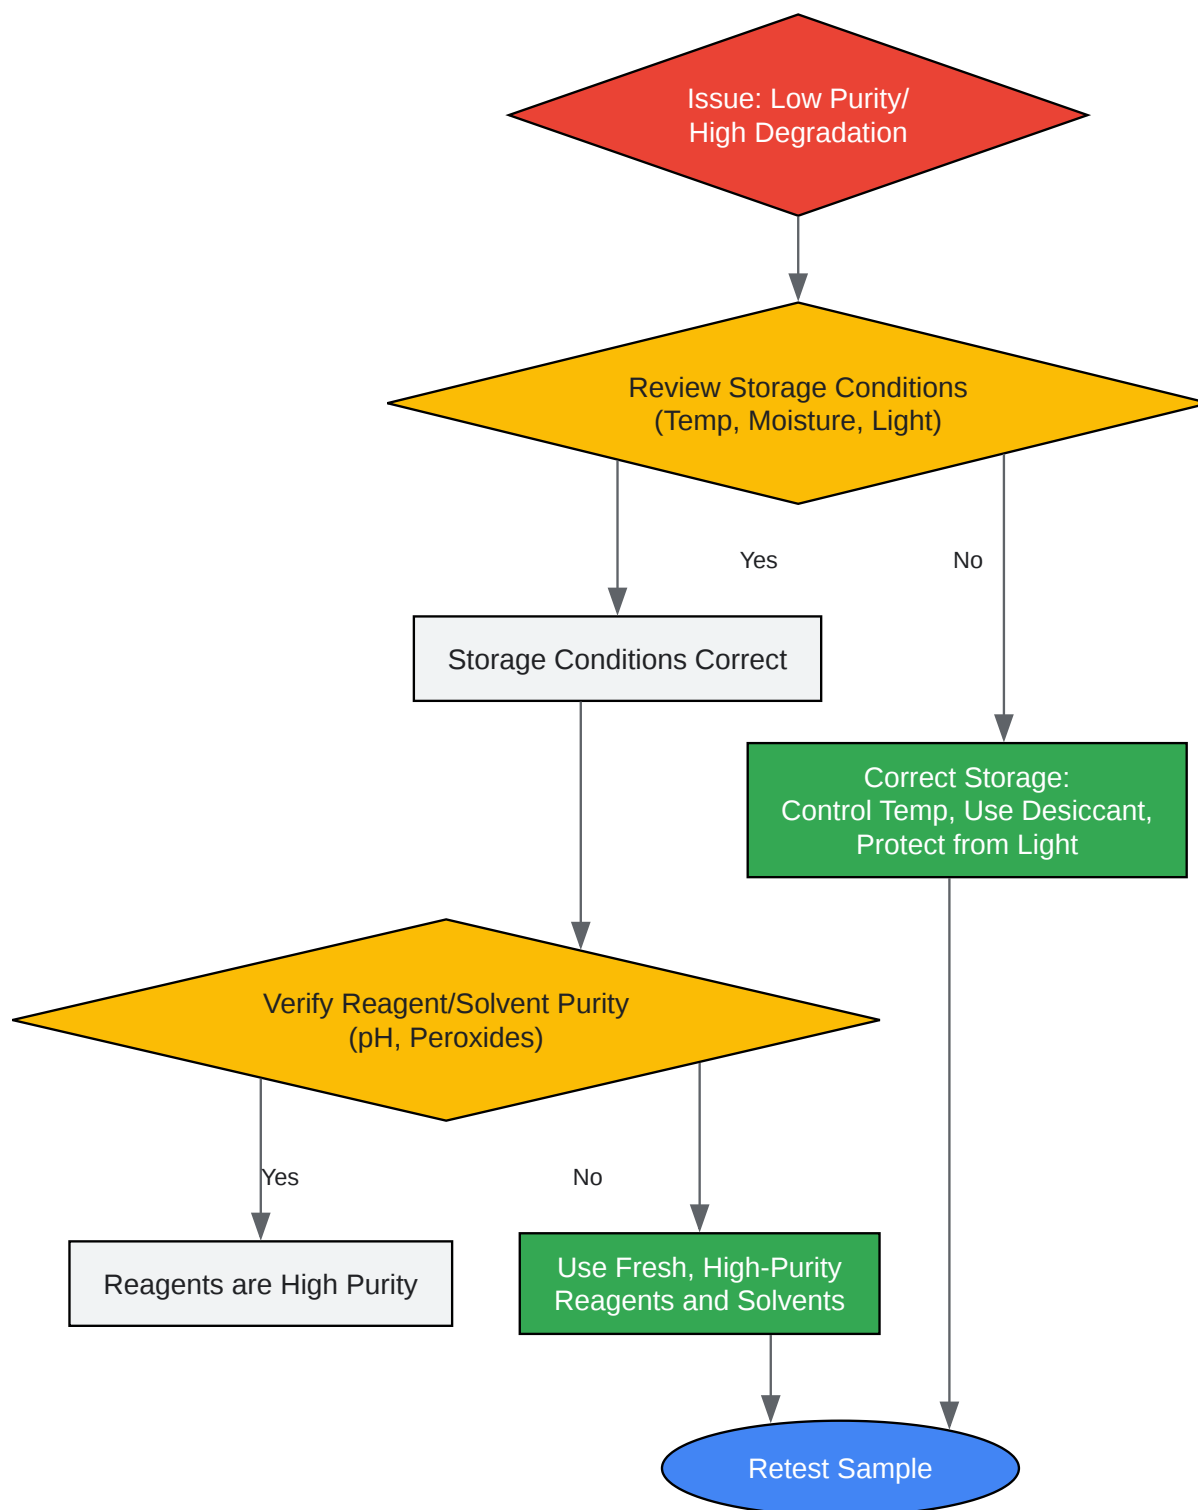 Issue: Low Purity/
High Degradation
Review Storage Conditions
(Temp, Moisture, Light)
Yes
No
Storage Conditions Correct
Correct Storage:
Control Temp, Use Desiccant,
Protect from Light
Verify Reagent/Solvent Purity
(pH, Peroxides)
Yes
No
Reagents are High Purity
Use Fresh, High-Purity
Reagents and Solvents
Retest Sample